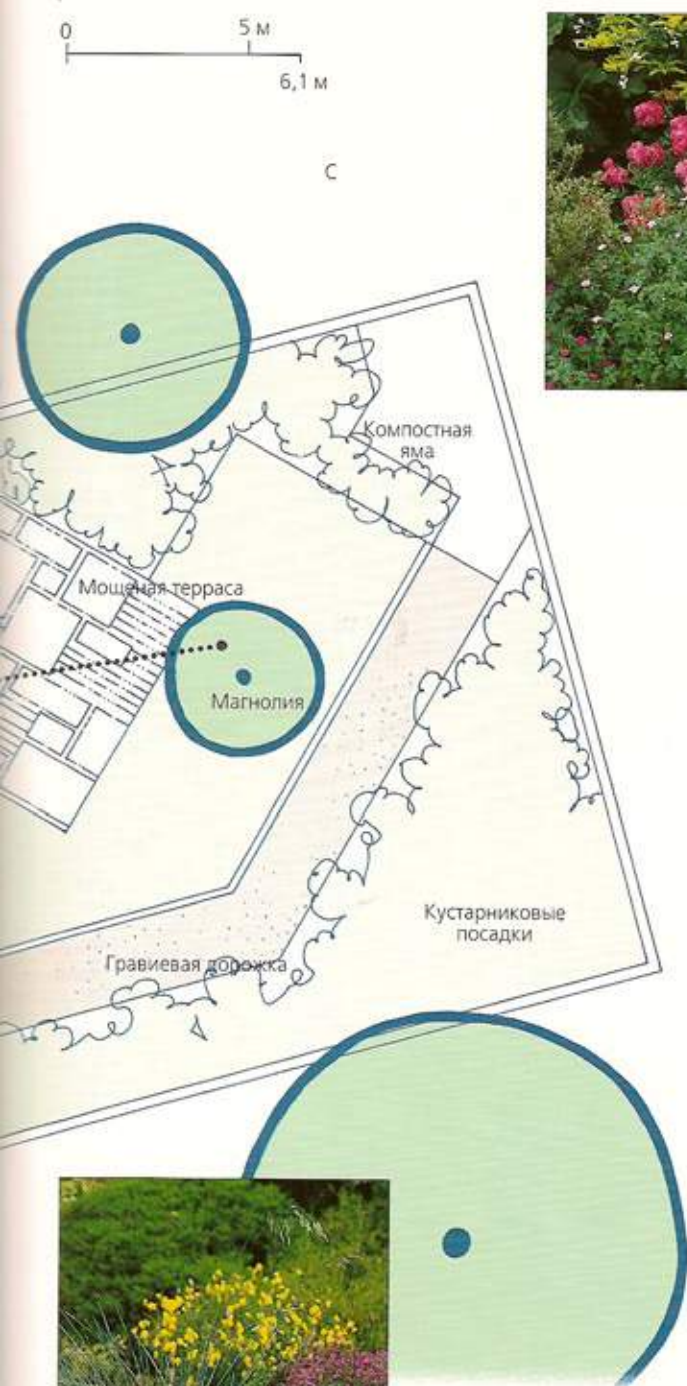 0
5 м
6,1 м
С
Компостная
яма
Мощеная терраса
Магнолия
Кустарниковые
посадки
Гравиевая дорожка